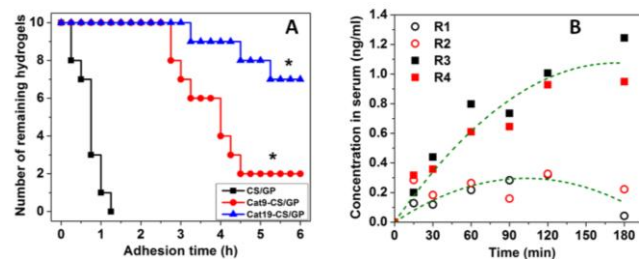 A
Number of remaining hydrogels
10
8
6
4
2
0
0 1 2 3 4 5 6
Adhesion time (h)
CS/GP
Cat9-CS/GP
Cat19-CS/GP
*
*
B
Concentration in serum (ng/ml)
1.4
1.2
1.0
0.8
0.6
0.4
0.2
0.0
0 30 60 90 120 150 180
Time (min)
R1
R2
R3
R4